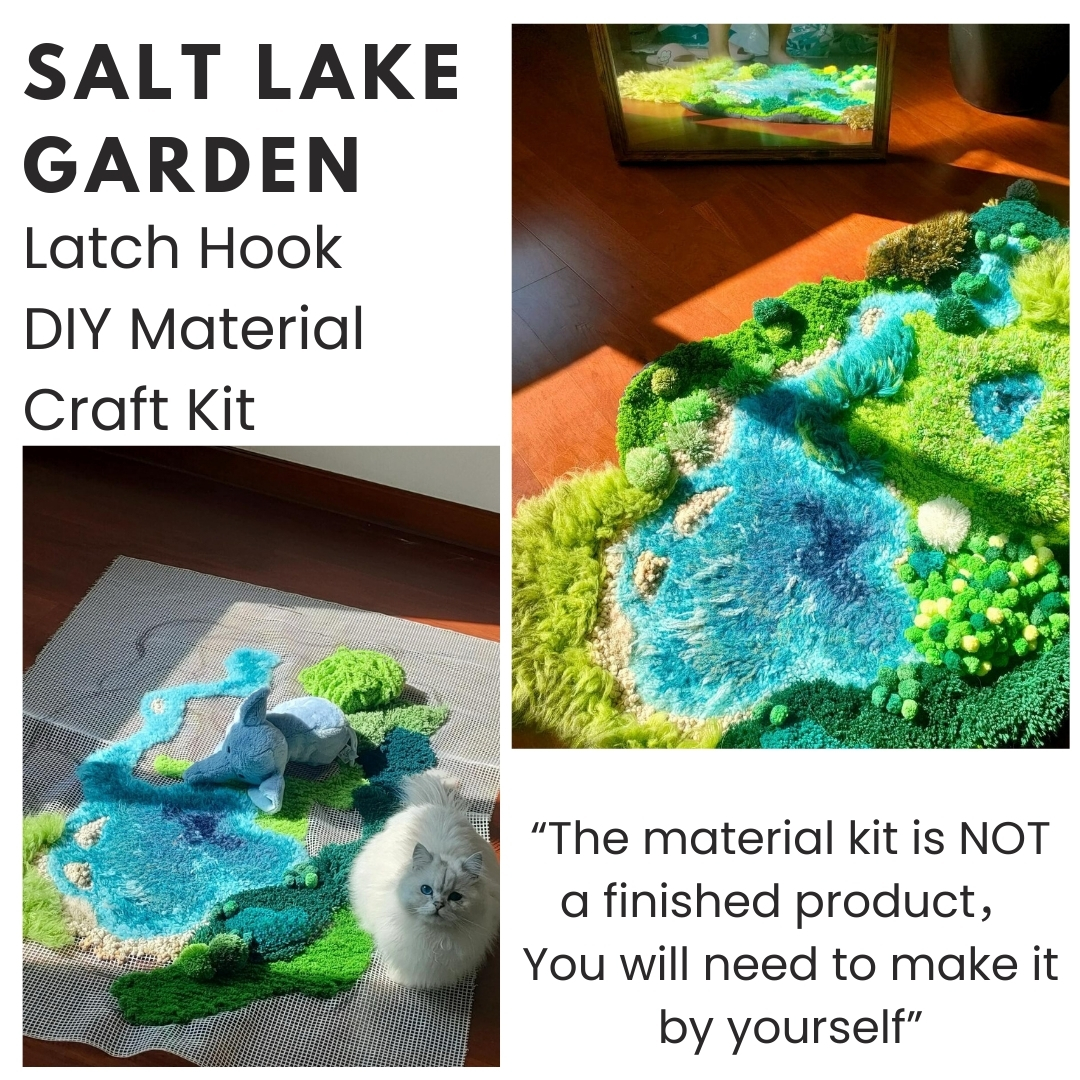 SALT LAKE
GARDEN
Latch Hook
DIY Material
Craft Kit
“The material kit is NOT
a finished product，
You will need to make it
by yourself”